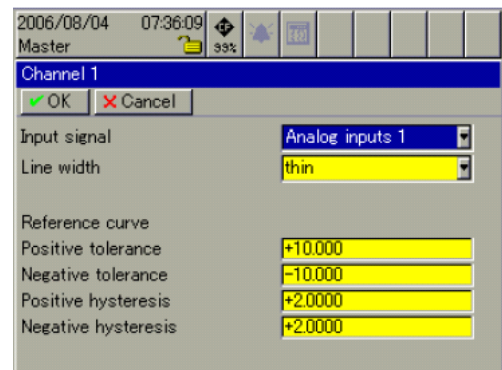 2006/08/04 07:36:09
Master
CF
99%
Channel 1
OK Cancel
Input signal Analog inputs 1
Line width thin
Reference curve
Positive tolerance +10.000
Negative tolerance -10.000
Positive hysteresis +2.0000
Negative hysteresis +2.0000